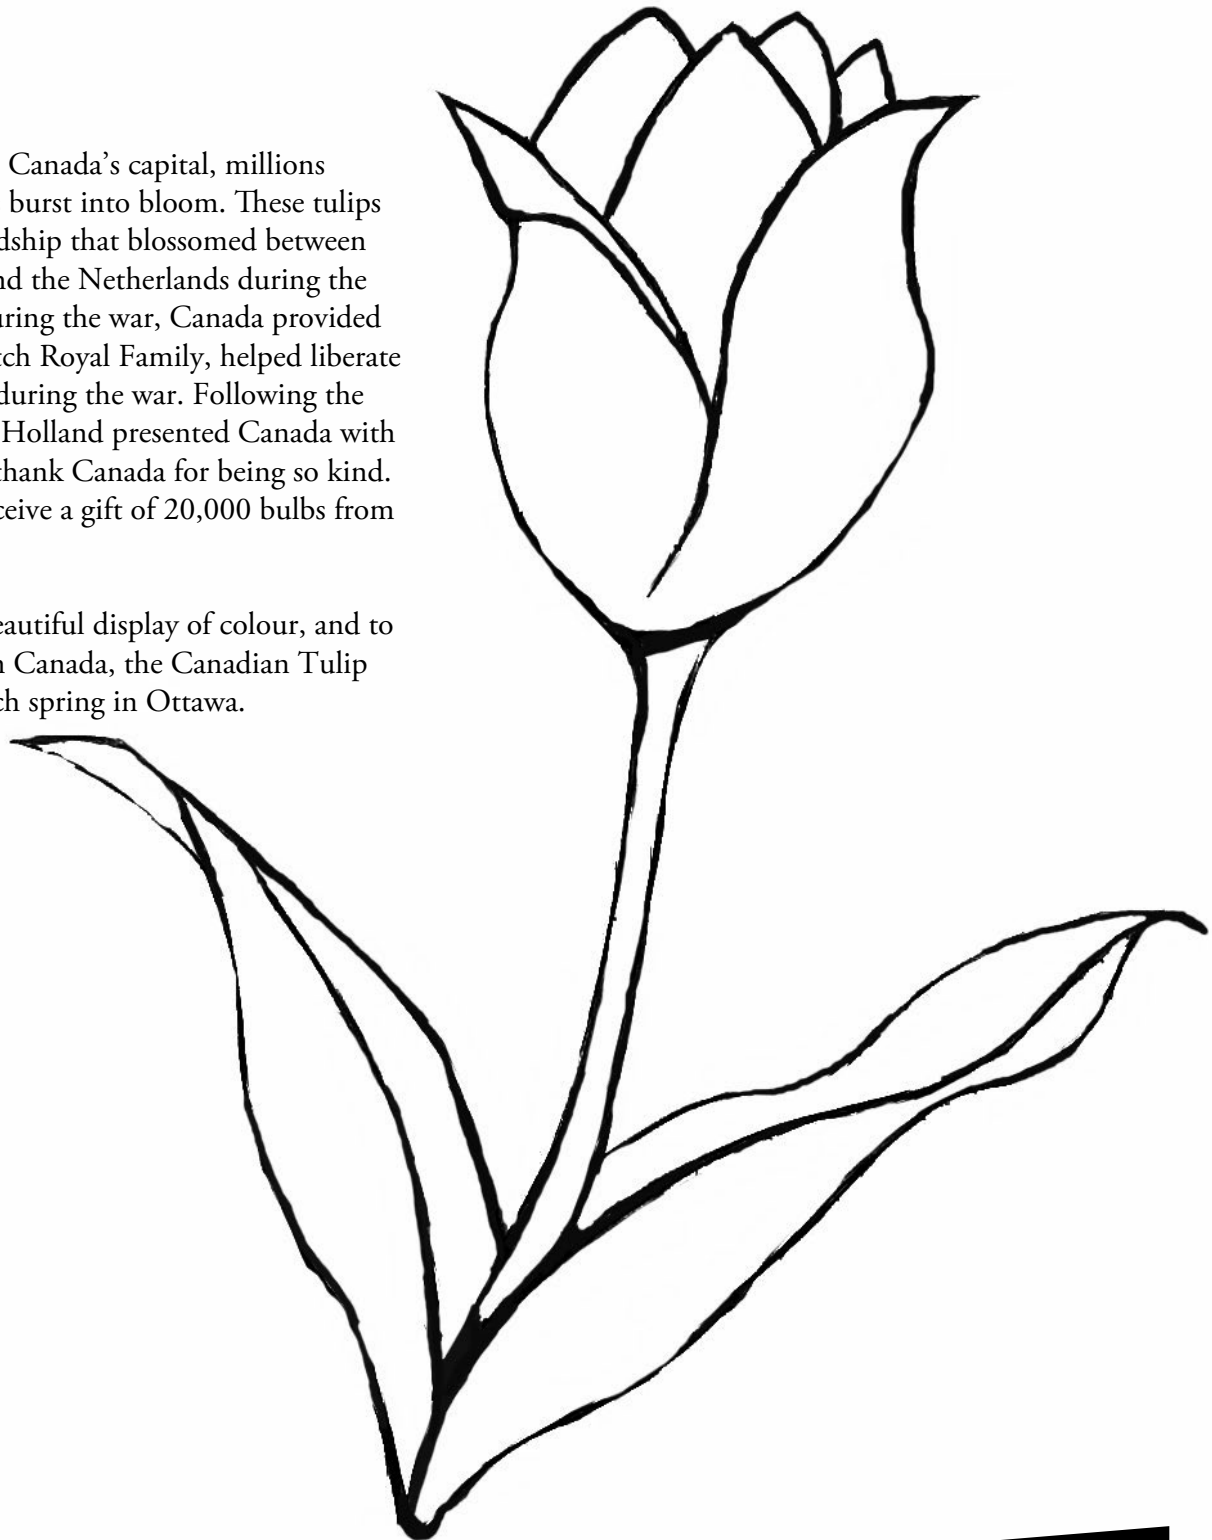 Canada’s capital, millions
burst into bloom. These tulips
dship that blossomed between
nd the Netherlands during the
uring the war, Canada provided
tch Royal Family, helped liberate
during the war. Following the
Holland presented Canada with
thank Canada for being so kind.
ceive a gift of 20,000 bulbs from
eautiful display of colour, and to
n Canada, the Canadian Tulip
ch spring in Ottawa.